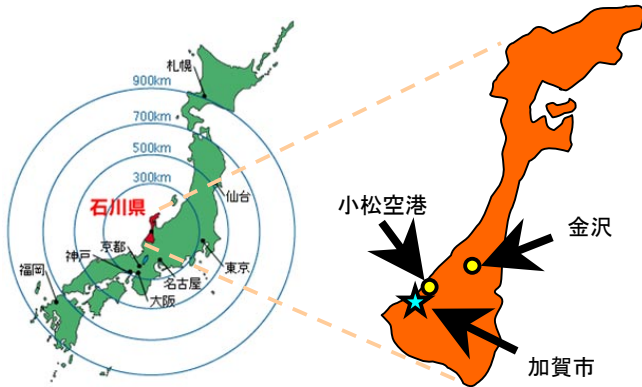 札幌
900km
700km
500km
300km
石川県
仙台
京都
神戸
福岡
東京
名古屋
大阪
小松空港
金沢
加賀市